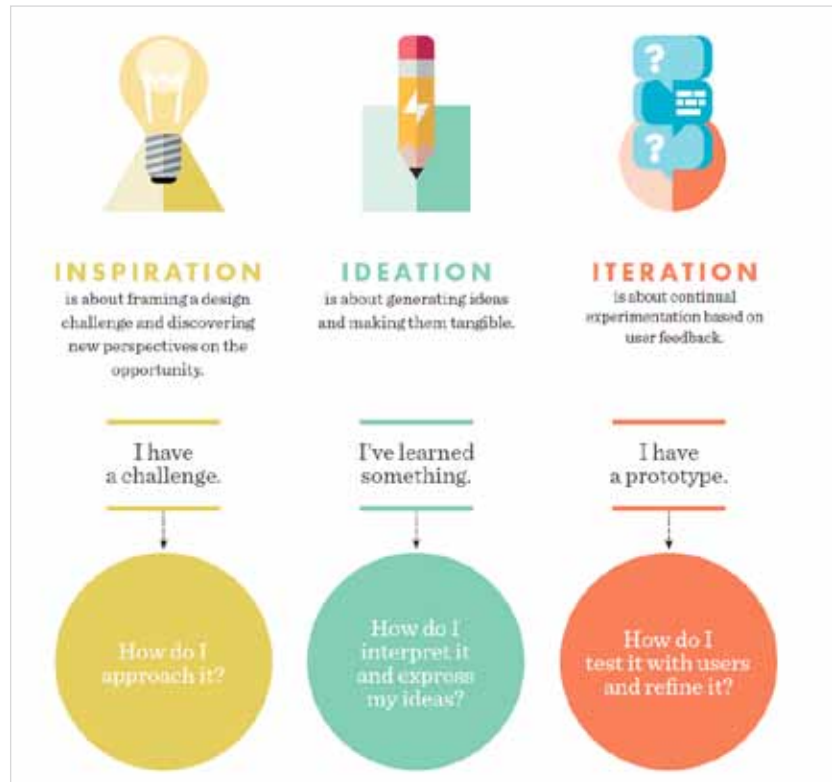 ?
?
INSPIRATION
is about framing a design
challenge and discovering
new perspectives on the
opportunity.
I have
a challenge.
How do I
approach it?
IDEATION
is about generating ideas
and making them tangible.
I've learned
something.
How do I
interpret it
and express
my ideas?
ITERATION
is about continual
experimentation based on
user feedback.
I have
a prototype.
How do I
test it with users
and refine it?